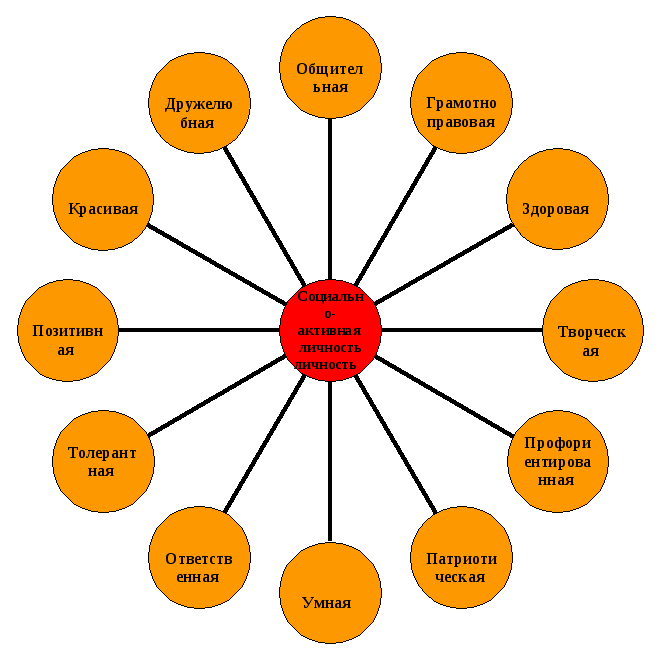 Общител
ьная
Грамотно
правовая
Здоровая
Творческ
ая
Профори
ентирова
нная
Патриоти
ческая
Умная
Ответств
енная
Толерант
ная
Позитивн
ая
Красивая
Дружелю
бная
Социальн
о-
активная
личность
личность